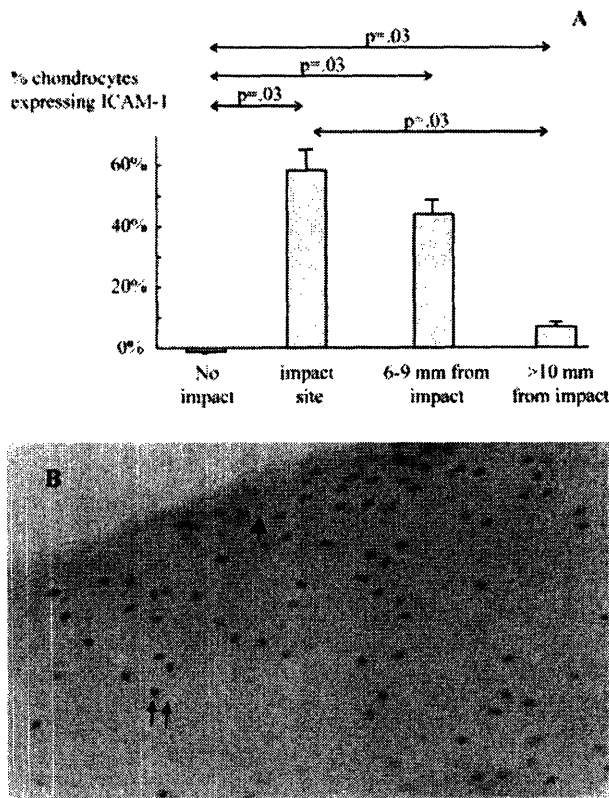 A
p=.03
% chondrocytes
expressing ICAM-1
p=.03
p=.03
p=.03
60%
40%
20%
0%
No
impact
impact
site
6-9 mm from
impact
>10 mm
from impact
B